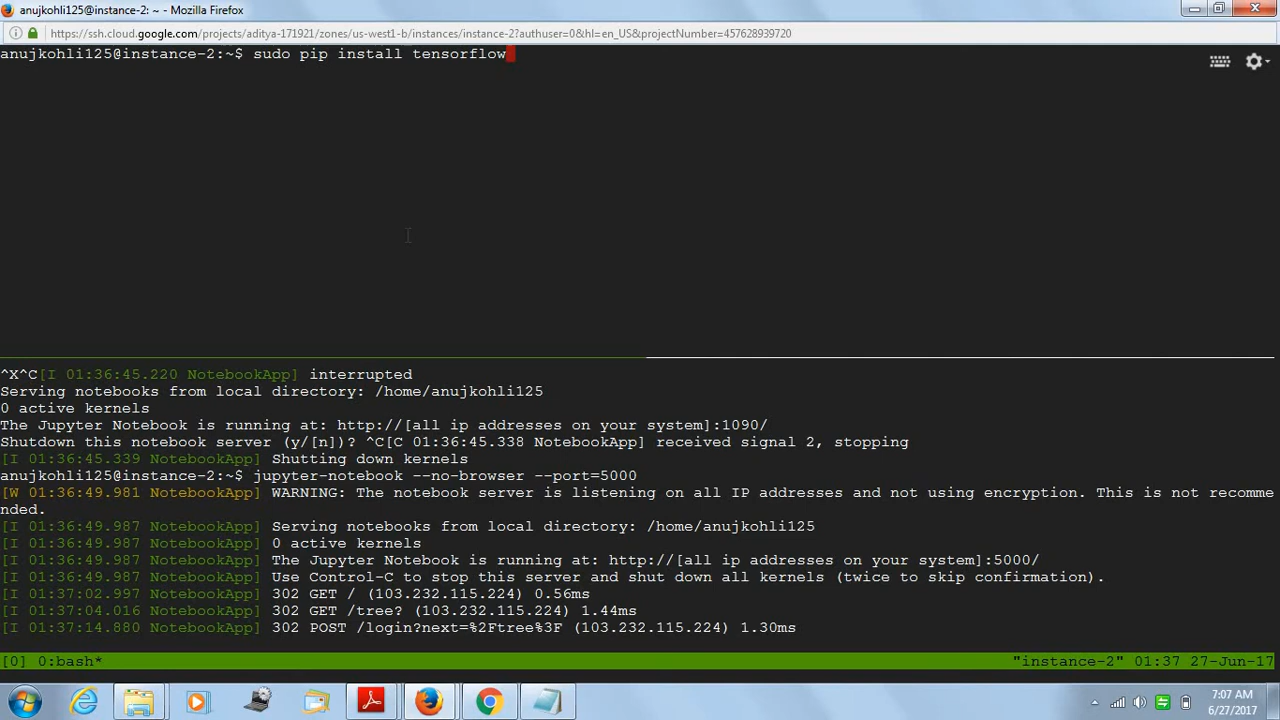 anujkohli125@instance-2: ~ - Mozilla Firefox
https://ssh.cloud.google.com/projects/aditya-171921/zones/us-west1-b/instances/instance-2?authuser=0&hl=en_US&projectNumber=457628939720
anujkohli125@instance-2:~$ sudo pip install tensorflow
^X^C[I 01:36:45.220 NotebookApp] interrupted
Serving notebooks from local directory: /home/anujkohli125
0 active kernels
The Jupyter Notebook is running at: http://[all ip addresses on your system]:1090/
Shutdown this notebook server (y/[n])? ^C[C 01:36:45.338 NotebookApp] received signal 2, stopping
[I 01:36:45.339 NotebookApp] Shutting down kernels
anujkohli125@instance-2:~$ jupyter-notebook --no-browser --port=5000
[W 01:36:49.981 NotebookApp] WARNING: The notebook server is listening on all IP addresses and not using encryption. This is not recomme
nded.
[I 01:36:49.987 NotebookApp] Serving notebooks from local directory: /home/anujkohli125
[I 01:36:49.987 NotebookApp] 0 active kernels
[I 01:36:49.987 NotebookApp] The Jupyter Notebook is running at: http://[all ip addresses on your system]:5000/
[I 01:36:49.987 NotebookApp] Use Control-C to stop this server and shut down all kernels (twice to skip confirmation).
[I 01:37:02.997 NotebookApp] 302 GET / (103.232.115.224) 0.56ms
[I 01:37:04.016 NotebookApp] 302 GET /tree? (103.232.115.224) 1.44ms
[I 01:37:14.880 NotebookApp] 302 POST /login?next=%2Ftree%3F (103.232.115.224) 1.30ms
[0] 0:bash* "instance-2" 01:37 27-Jun-17
7:07 AM
6/27/2017